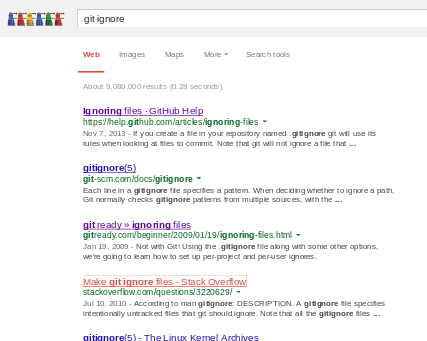 git ignore
Web Images Maps More Search tools
About 9,080,000 results (0.28 seconds)
Ignoring files · GitHub Help
https://help.github.com/articles/ignoring-files
Nov 7, 2013 - If you create a file in your repository named .gitignore git will use its
rules when looking at files to commit. Note that git will not ignore a file that ...
gitignore(5)
git-scm.com/docs/gitignore
Each line in a gitignore file specifies a pattern. When deciding whether to ignore a path,
Git normally checks gitignore patterns from multiple sources, with the ...
git ready » ignoring files
gitready.com/beginner/2009/01/19/ignoring-files.html
Jan 19, 2009 - Not with Git! Using the .gitignore file along with some other options,
we're going to learn how to set up per-project and per-user ignores.
Make git ignore files - Stack Overflow
stackoverflow.com/questions/3220629/
Jul 10, 2010 - According to man gitignore: DESCRIPTION. A gitignore file specifies
intentionally untracked files that git should ignore. Note that all the gitignore files ...
gitignore(5) - The Linux Kernel Archives